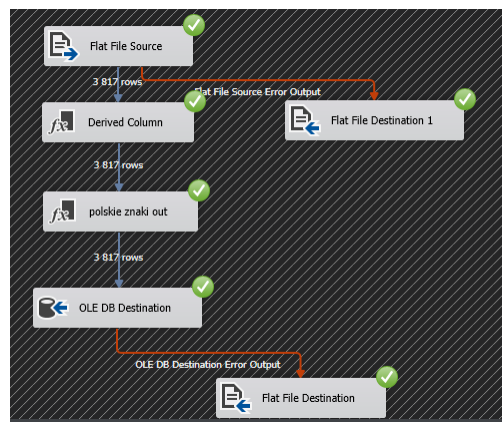 Flat File Source
3 817 rows
Flat File Source Error Output
Derived Column
Flat File Destination 1
3 817 rows
polskie znaki out
3 817 rows
OLE DB Destination
OLE DB Destination Error Output
Flat File Destination